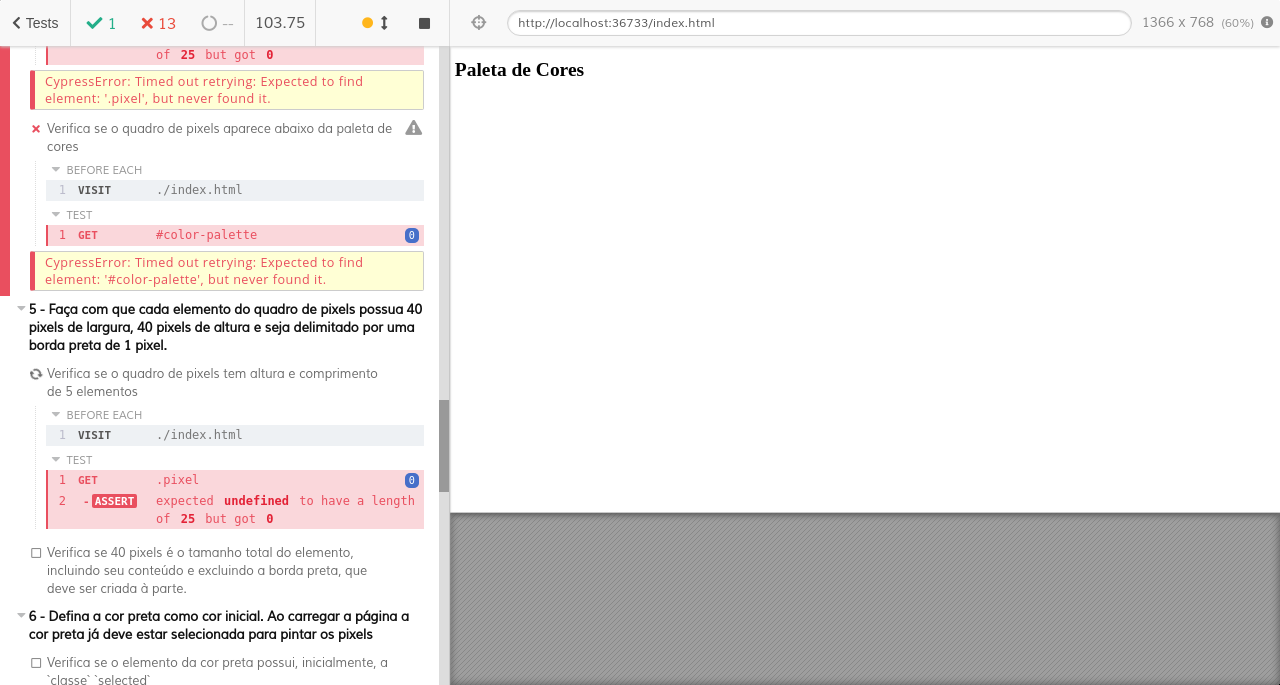 Tests 1 13 -- 103.75 http://localhost:36733/index.html 1366 x 768 (60%)
of 25 but got 0
CypressError: Timed out retrying: Expected to find
element: '.pixel', but never found it.
Verifica se o quadro de pixels aparece abaixo da paleta de
cores
BEFORE EACH
1 VISIT ./index.html
TEST
1 GET #color-palette 0
CypressError: Timed out retrying: Expected to find
element: '#color-palette', but never found it.
5 - Faça com que cada elemento do quadro de pixels possua 40
pixels de largura, 40 pixels de altura e seja delimitado por uma
borda preta de 1 pixel.
Verifica se o quadro de pixels tem altura e comprimento
de 5 elementos
BEFORE EACH
1 VISIT ./index.html
TEST
1 GET .pixel 0
2 -ASSERT expected undefined to have a length
of 25 but got 0
Verifica se 40 pixels é o tamanho total do elemento,
incluindo seu conteúdo e excluindo a borda preta, que
deve ser criada à parte.
6 - Defina a cor preta como cor inicial. Ao carregar a página a
cor preta já deve estar selecionada para pintar os pixels
Verifica se o elemento da cor preta possui, inicialmente, a
`classe` `selected`
Paleta de Cores